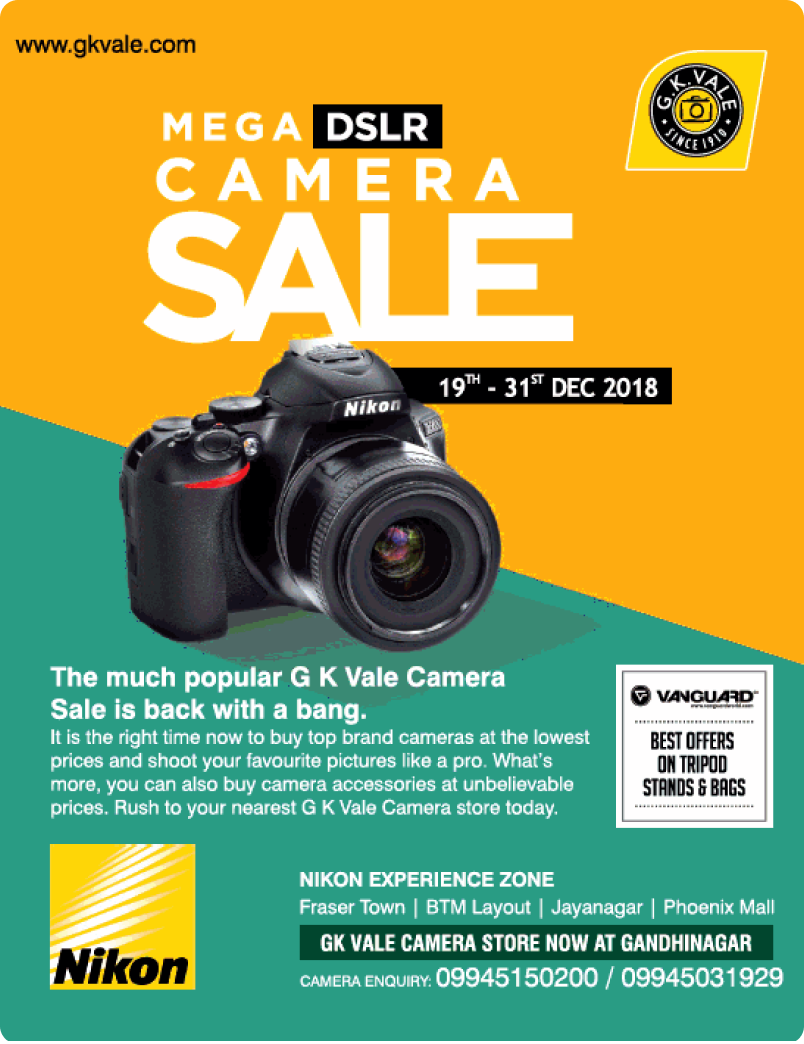 www.gkvale.com
G.K.VALE
• SINCE 1910 •
MEGA DSLR
CAMERA
SALE
19TH - 31ST DEC 2018
Nikon
The much popular G K Vale Camera
Sale is back with a bang.
It is the right time now to buy top brand cameras at the lowest
prices and shoot your favourite pictures like a pro. What's
more, you can also buy camera accessories at unbelievable
prices. Rush to your nearest G K Vale Camera store today.
VANGUARD™
www.vanguardworld.com
BEST OFFERS
ON TRIPOD
STANDS & BAGS
Nikon
NIKON EXPERIENCE ZONE
Fraser Town | BTM Layout | Jayanagar | Phoenix Mall
GK VALE CAMERA STORE NOW AT GANDHINAGAR
CAMERA ENQUIRY: 09945150200 / 09945031929